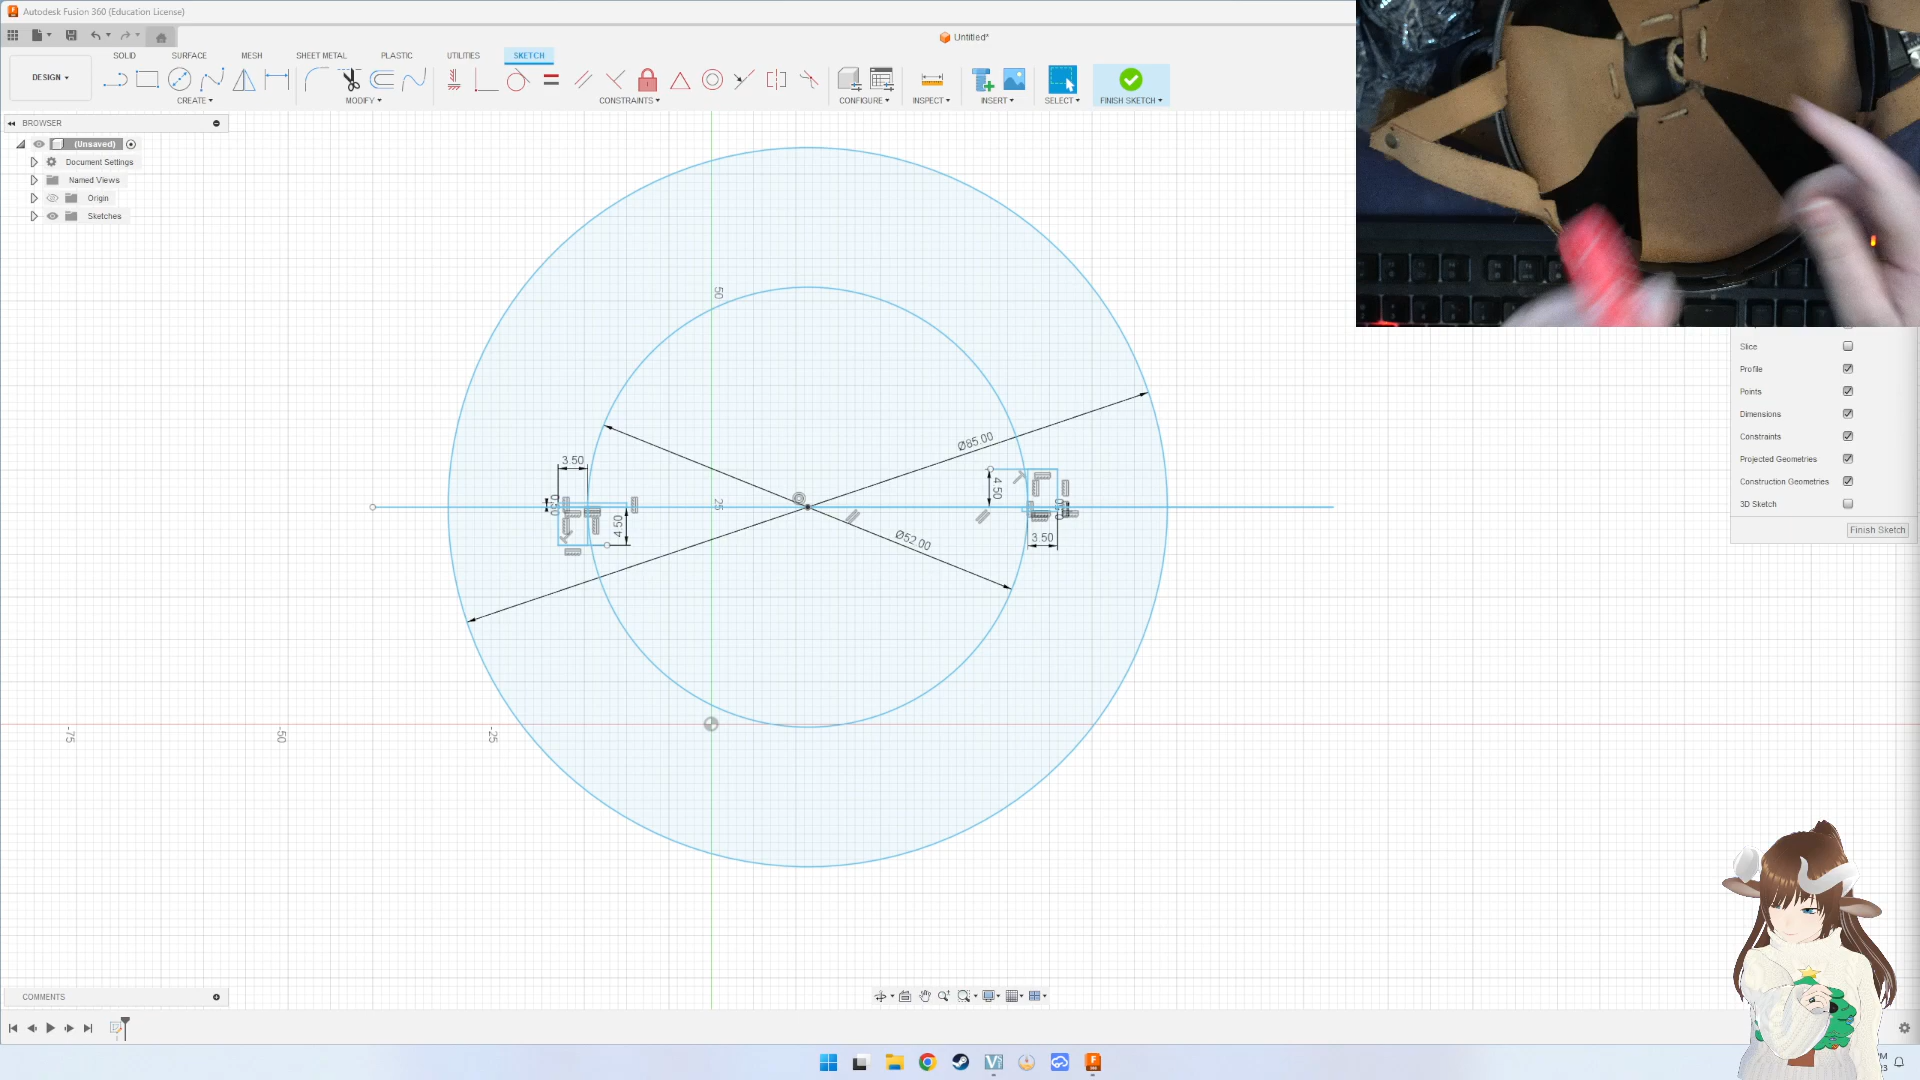 Autodesk Fusion 360 (Education License)
Untitled*
SOLID SURFACE MESH SHEET METAL PLASTIC UTILITIES SKETCH
DESIGN
CREATE MODIFY CONSTRAINTS CONFIGURE INSPECT INSERT SELECT FINISH SKETCH
BROWSER
(Unsaved)
Document Settings
Named Views
Origin
Sketches
50
25
-75
-50
-25
Ø85.00
Ø52.00
3.50
4.50
4.50
3.50
Slice
Profile
Points
Dimensions
Constraints
Projected Geometries
Construction Geometries
3D Sketch
Finish Sketch
COMMENTS